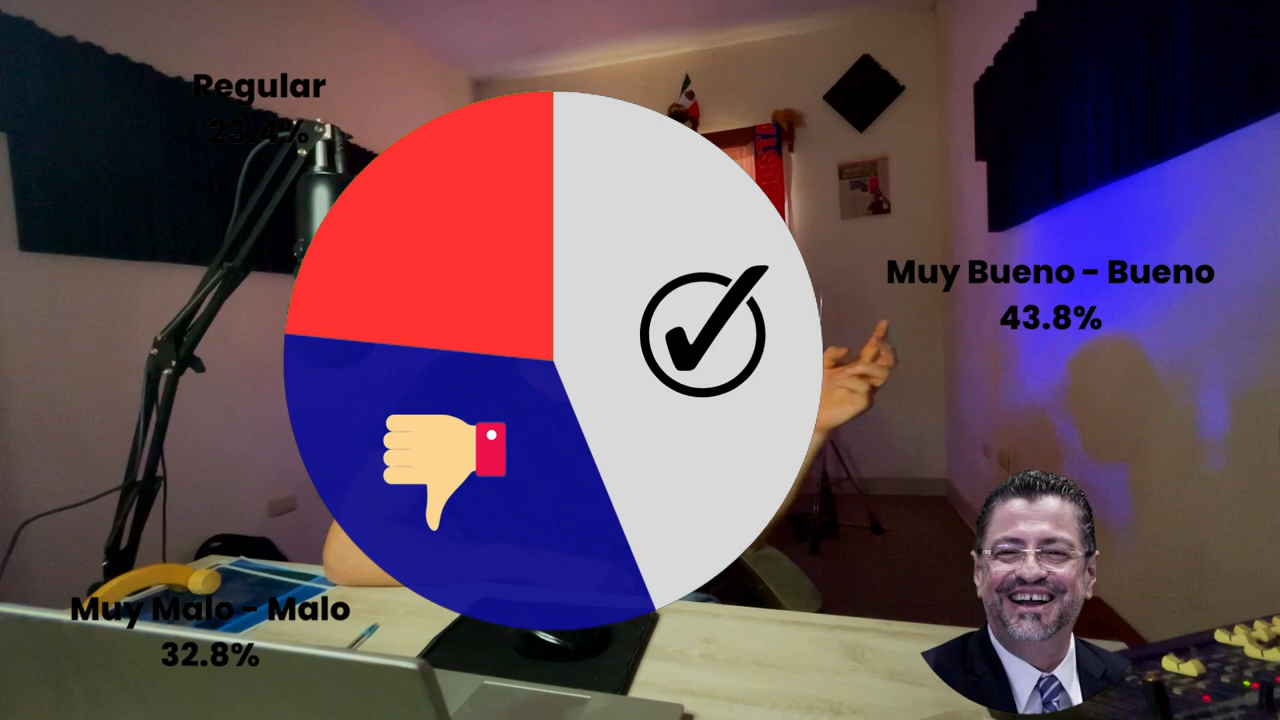 Regular
23.4%
Muy Bueno - Bueno
43.8%
Muy Malo - Malo
32.8%